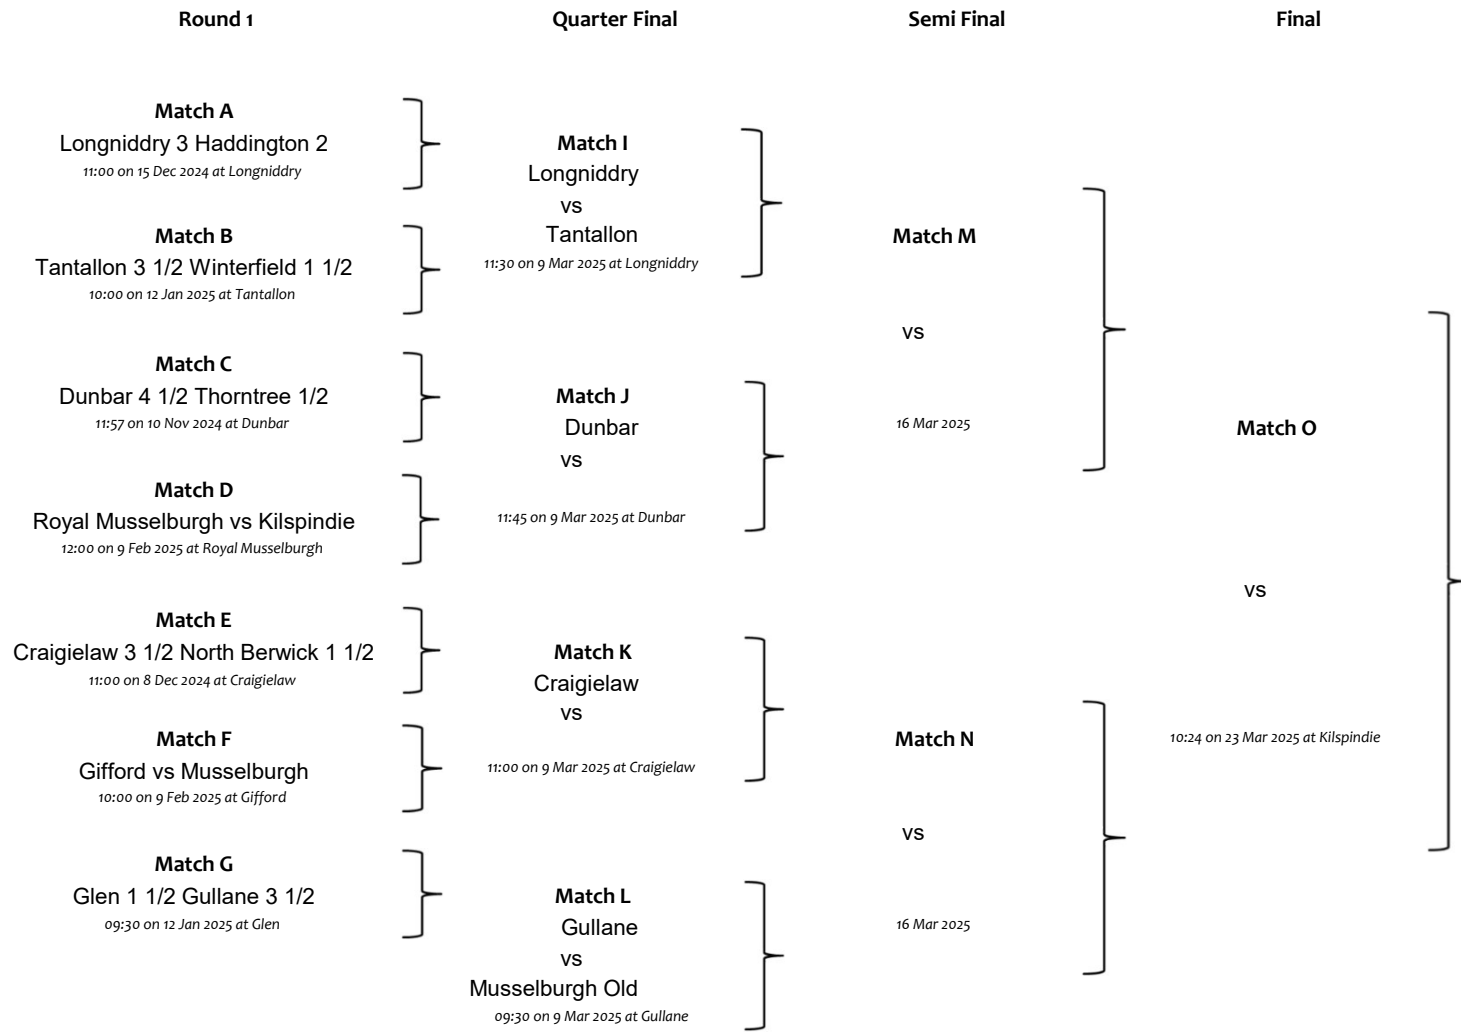 Round 1
Quarter Final
Semi Final
Final
Match A
Longniddry 3 Haddington 2
11:00 on 15 Dec 2024 at Longniddry
Match B
Tantallon 3 1/2 Winterfield 1 1/2
10:00 on 12 Jan 2025 at Tantallon
Match C
Dunbar 4 1/2 Thorntree 1/2
11:57 on 10 Nov 2024 at Dunbar
Match D
Royal Musselburgh vs Kilspindie
12:00 on 9 Feb 2025 at Royal Musselburgh
Match E
Craigielaw 3 1/2 North Berwick 1 1/2
11:00 on 8 Dec 2024 at Craigielaw
Match F
Gifford vs Musselburgh
10:00 on 9 Feb 2025 at Gifford
Match G
Glen 1 1/2 Gullane 3 1/2
09:30 on 12 Jan 2025 at Glen
Match I
Longniddry
vs
Tantallon
11:30 on 9 Mar 2025 at Longniddry
Match J
Dunbar
vs
11:45 on 9 Mar 2025 at Dunbar
Match K
Craigielaw
vs
11:00 on 9 Mar 2025 at Craigielaw
Match L
Gullane
vs
Musselburgh Old
09:30 on 9 Mar 2025 at Gullane
Match M
vs
16 Mar 2025
Match N
vs
16 Mar 2025
Match O
vs
10:24 on 23 Mar 2025 at Kilspindie